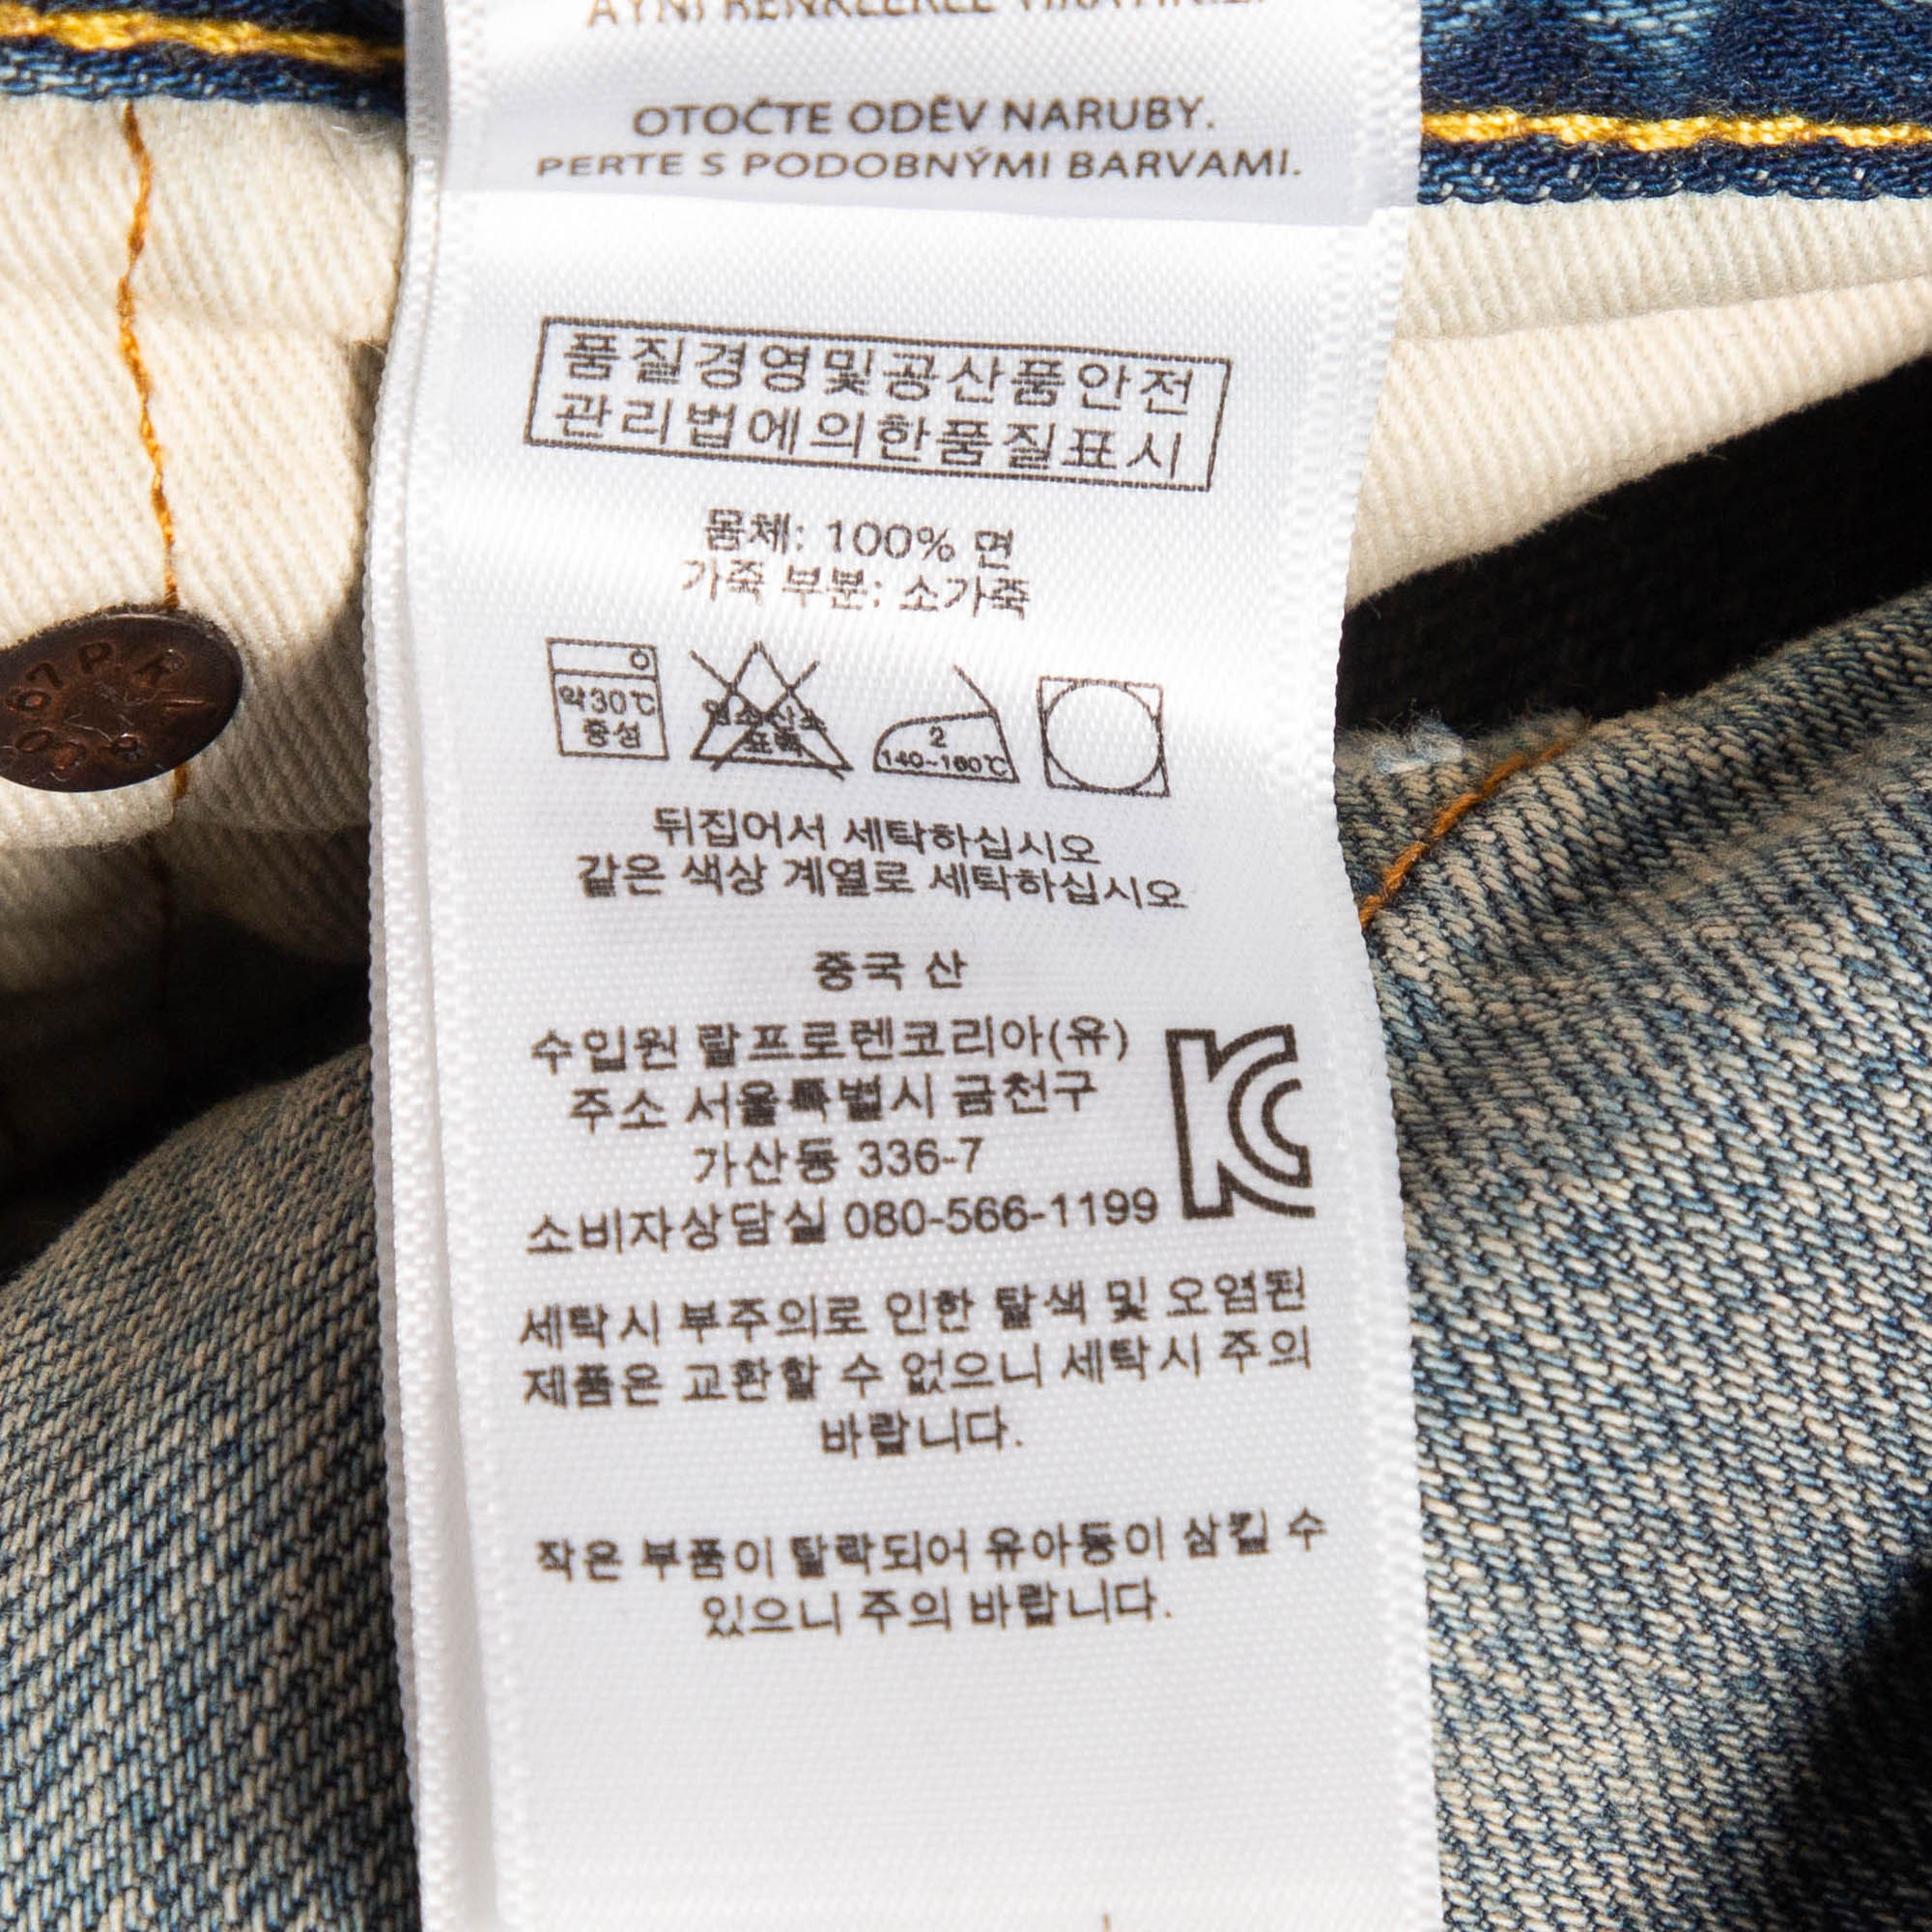 OTOČTE ODĚV NARUBY.
PERTE S PODOBNÝMI BARVAMI.
품질경영및공산품안전
관리법에의한품질표시
몸체: 100% 면
가죽 부분: 소가죽
약30℃
중성
염소 산소
표백
2
140~160℃
뒤집어서 세탁하십시오
같은 색상 계열로 세탁하십시오
중국 산
수입원 랄프로렌코리아(유)
주소 서울특별시 금천구
가산동 336-7
소비자상담실 080-566-1199
KC
세탁시 부주의로 인한 탈색 및 오염된
제품은 교환할 수 없으니 세탁시 주의
바랍니다.
작은 부품이 탈락되어 유아등이 삼킬 수
있으니 주의 바랍니다.
67 P. R